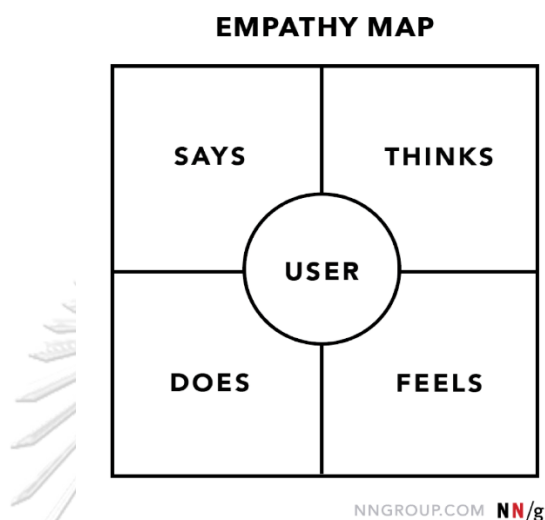 EMPATHY MAP
SAYS
THINKS
USER
DOES
FEELS
NNGROUP.COM NN/g